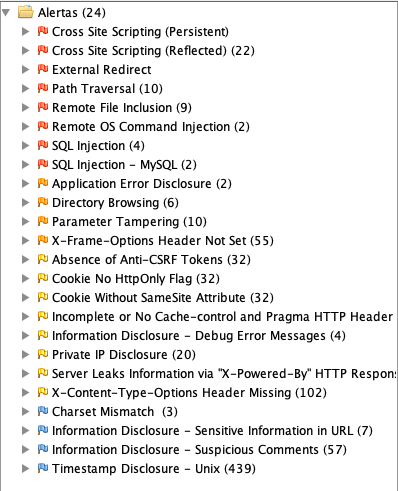 Alertas (24)
Cross Site Scripting (Persistent)
Cross Site Scripting (Reflected) (22)
External Redirect
Path Traversal (10)
Remote File Inclusion (9)
Remote OS Command Injection (2)
SQL Injection (4)
SQL Injection - MySQL (2)
Application Error Disclosure (2)
Directory Browsing (6)
Parameter Tampering (10)
X-Frame-Options Header Not Set (55)
Absence of Anti-CSRF Tokens (32)
Cookie No HttpOnly Flag (32)
Cookie Without SameSite Attribute (32)
Incomplete or No Cache-control and Pragma HTTP Header
Information Disclosure - Debug Error Messages (4)
Private IP Disclosure (20)
Server Leaks Information via "X-Powered-By" HTTP Respon
X-Content-Type-Options Header Missing (102)
Charset Mismatch (3)
Information Disclosure - Sensitive Information in URL (7)
Information Disclosure - Suspicious Comments (57)
Timestamp Disclosure - Unix (439)